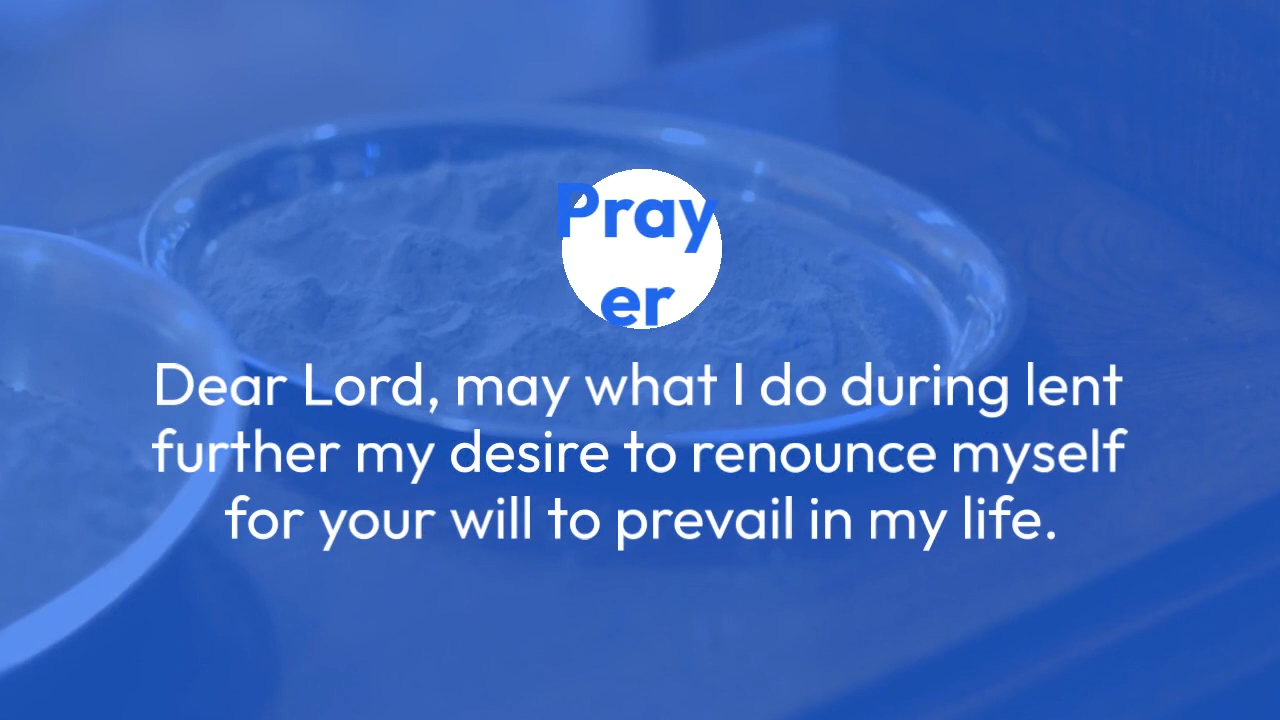 Pray
er
Dear Lord, may what I do during lent
further my desire to renounce myself
for your will to prevail in my life.